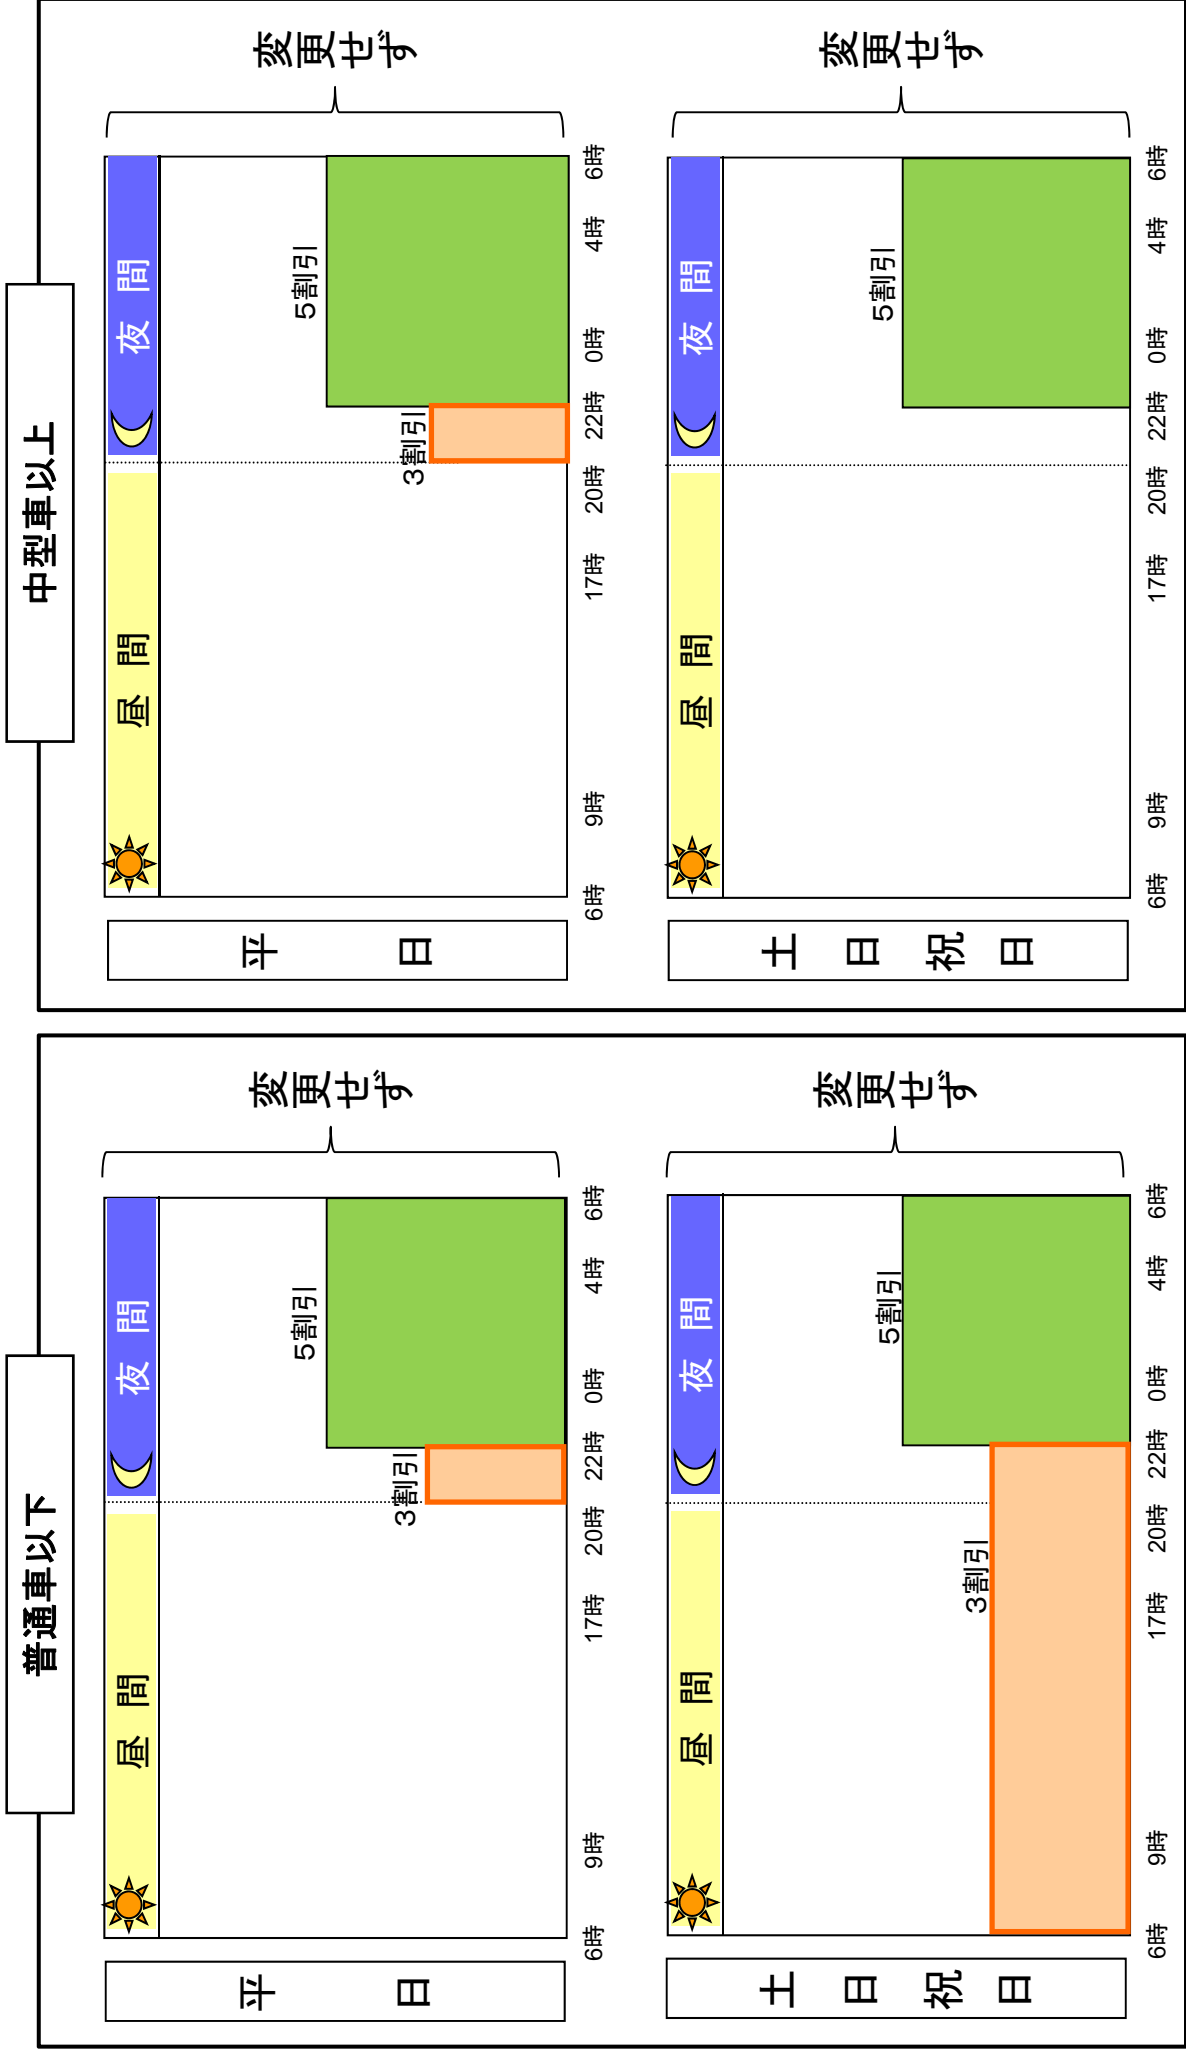 普通車以下
平日
昼間
夜間
3割引
5割引
6時
9時
17時
20時
22時
0時
4時
6時
変更せず
土日祝日
昼間
夜間
3割引
5割引
6時
9時
17時
20時
22時
0時
4時
6時
変更せず
中型車以上
平日
昼間
夜間
3割引
5割引
6時
9時
17時
20時
22時
0時
4時
6時
変更せず
土日祝日
昼間
夜間
5割引
6時
9時
17時
20時
22時
0時
4時
6時
変更せず